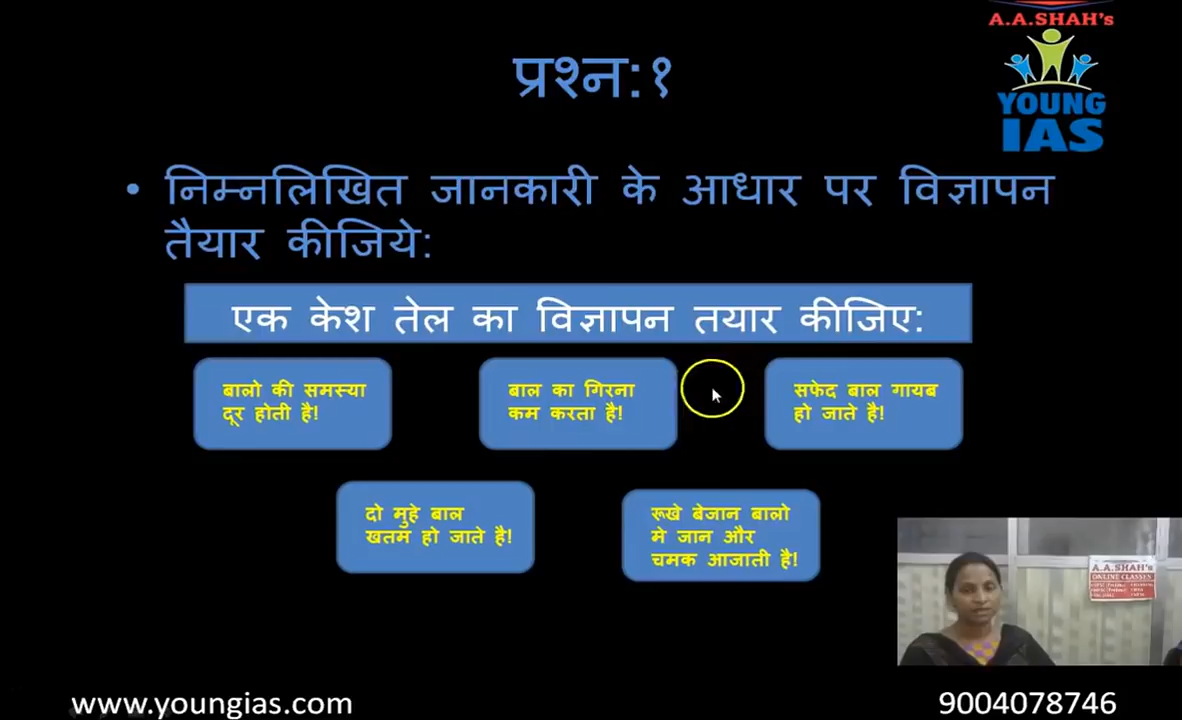 A.A.SHAH's
YOUNG
IAS
प्रश्न:१
• निम्नलिखित जानकारी के आधार पर विज्ञापन
तैयार कीजिये:
एक केश तेल का विज्ञापन तयार कीजिए:
बालो की समस्या
दूर होती है!
बाल का गिरना
कम करता है!
सफेद बाल गायब
हो जाते है!
दो मुहे बाल
खतम हो जाते है!
रूखे बेजान बालो
मे जान और
चमक आजाती है!
A.A.SHAH's
ONLINE CLASSES
www.youngias.com
9004078746